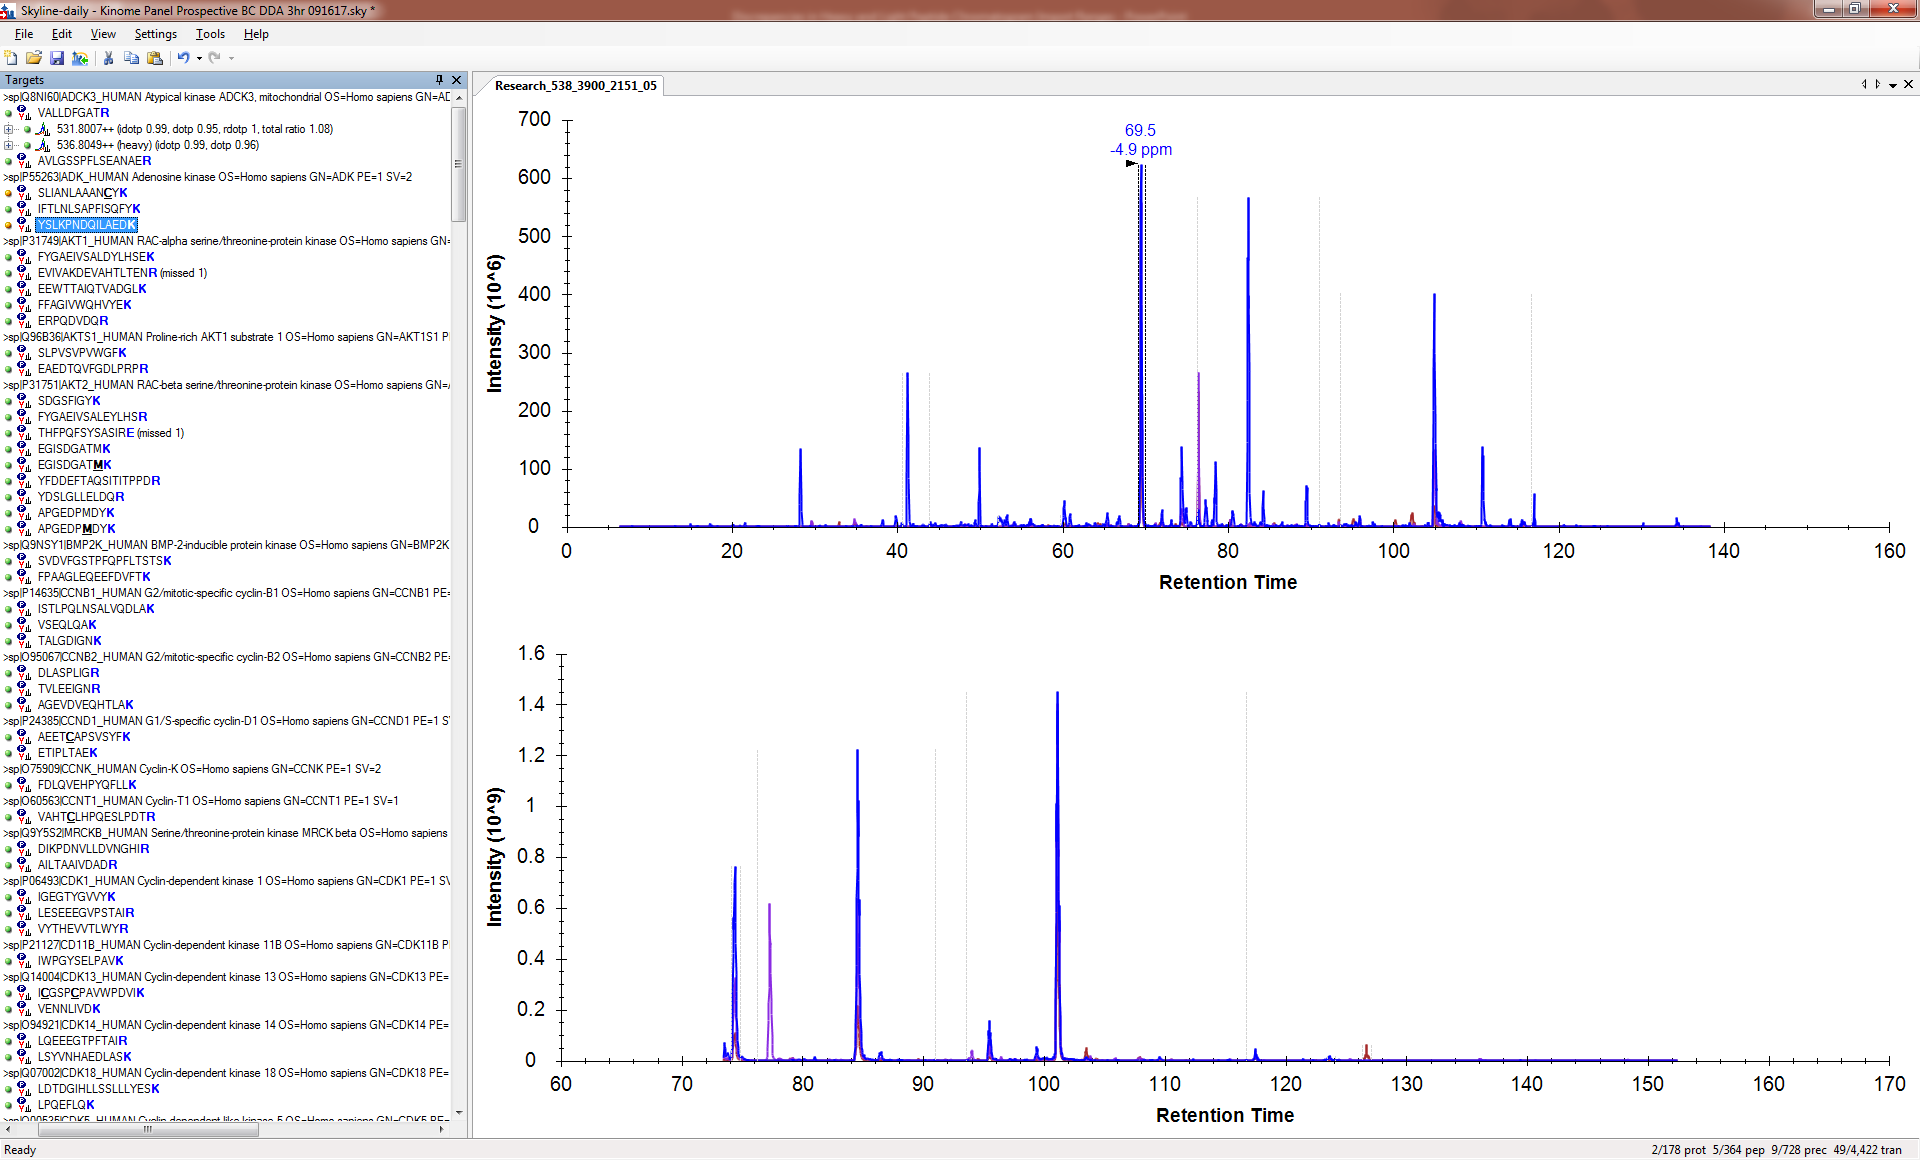 Skyline-daily - Kinome Panel Prospective BC DDA 3hr 091617.sky *
File Edit View Settings Tools Help
Targets
>sp|Q8NI60|ADCK3_HUMAN Atypical kinase ADCK3, mitochondrial OS=Homo sapiens GN=AD
VALLDFGATR
531.8007++ (idotp 0.99, dotp 0.95, rdotp 1, total ratio 1.08)
536.8049++ (heavy) (idotp 0.99, dotp 0.96)
AVLGSSPFLSEANAER
>sp|P55263|ADK_HUMAN Adenosine kinase OS=Homo sapiens GN=ADK PE=1 SV=2
SLIANLAAANCYK
IFTLNLSAPFISQFYK
YSLKPNDQILAEDK
>sp|P31749|AKT1_HUMAN RAC-alpha serine/threonine-protein kinase OS=Homo sapiens GN=
FYGAEIVSALDYLHSEK
EVIVAKDEVAHTLTENR (missed 1)
EEWTTAIQTVADGLK
FFAGIVWQHVYEK
ERPQDVDQR
>sp|Q96B36|AKTS1_HUMAN Proline-rich AKT1 substrate 1 OS=Homo sapiens GN=AKT1S1 P
SLPVSVPVWGFK
EAEDTQVFGDLPRPR
>sp|P31751|AKT2_HUMAN RAC-beta serine/threonine-protein kinase OS=Homo sapiens GN=A
SDGSFIGYK
FYGAEIVSALEYLHSR
THFPQFSYSASIRE (missed 1)
EGISDGATMK
EGISDGATMK
YFDDEFTAQSITITPPDR
YDSLGLLELDQR
APGEDPMDYK
APGEDPMDYK
>sp|Q9NSY1|BMP2K_HUMAN BMP-2-inducible protein kinase OS=Homo sapiens GN=BMP2K
SVDVFGSTPFQPFLTSTSK
FPAAGLEQEEFDVFTK
>sp|P14635|CCNB1_HUMAN G2/mitotic-specific cyclin-B1 OS=Homo sapiens GN=CCNB1 PE=
ISTLPQLNSALVQDLAK
VSEQLQAK
TALGDIGNK
>sp|O95067|CCNB2_HUMAN G2/mitotic-specific cyclin-B2 OS=Homo sapiens GN=CCNB2 PE=
DLASPLIGR
TVLEEIGNR
AGEVDVEQHTLAK
>sp|P24385|CCND1_HUMAN G1/S-specific cyclin-D1 OS=Homo sapiens GN=CCND1 PE=1 S
AEETCAPSVSYFK
ETIPLTAEK
>sp|O75909|CCNK_HUMAN Cyclin-K OS=Homo sapiens GN=CCNK PE=1 SV=2
FDLQVEHPYQFLLK
>sp|O60563|CCNT1_HUMAN Cyclin-T1 OS=Homo sapiens GN=CCNT1 PE=1 SV=1
VAHTCLHPQESLPDTR
>sp|Q9Y5S2|MRCKB_HUMAN Serine/threonine-protein kinase MRCK beta OS=Homo sapiens
DIKPDNVLLDVNGHIR
AILTAAIVDADR
>sp|P06493|CDK1_HUMAN Cyclin-dependent kinase 1 OS=Homo sapiens GN=CDK1 PE=1 SV
IGEGTYGVVYK
LESEEEGVPSTAIR
VYTHEVVTLWYR
>sp|P21127|CD11B_HUMAN Cyclin-dependent kinase 11B OS=Homo sapiens GN=CDK11B P
IWPGYSELPAVK
>sp|Q14004|CDK13_HUMAN Cyclin-dependent kinase 13 OS=Homo sapiens GN=CDK13 PE=
ICGSPCPAVWPDVIK
VENNLIVDK
>sp|O94921|CDK14_HUMAN Cyclin-dependent kinase 14 OS=Homo sapiens GN=CDK14 PE=
LQEEEGTPFTAIR
LSYVNHAEDLASK
>sp|Q07002|CDK18_HUMAN Cyclin-dependent kinase 18 OS=Homo sapiens GN=CDK18 PE=
LDTDGIHLLSSLLLYESK
LPQEFLQK
>sp|Q00535|CDK5_HUMAN Cyclin-dependent-like kinase 5 OS=Homo sapiens GN=CDK5 PE=
Research_538_3900_2151_05
700
600
500
400
300
200
100
0
Intensity (10^6)
69.5
-4.9 ppm
0 20 40 60 80 100 120 140 160
Retention Time
1.6
1.4
1.2
1
0.8
0.6
0.4
0.2
0
Intensity (10^9)
60 70 80 90 100 110 120 130 140 150 160 170
Retention Time
Ready
2/178 prot 5/364 pep 9/728 prec 49/4,422 tran